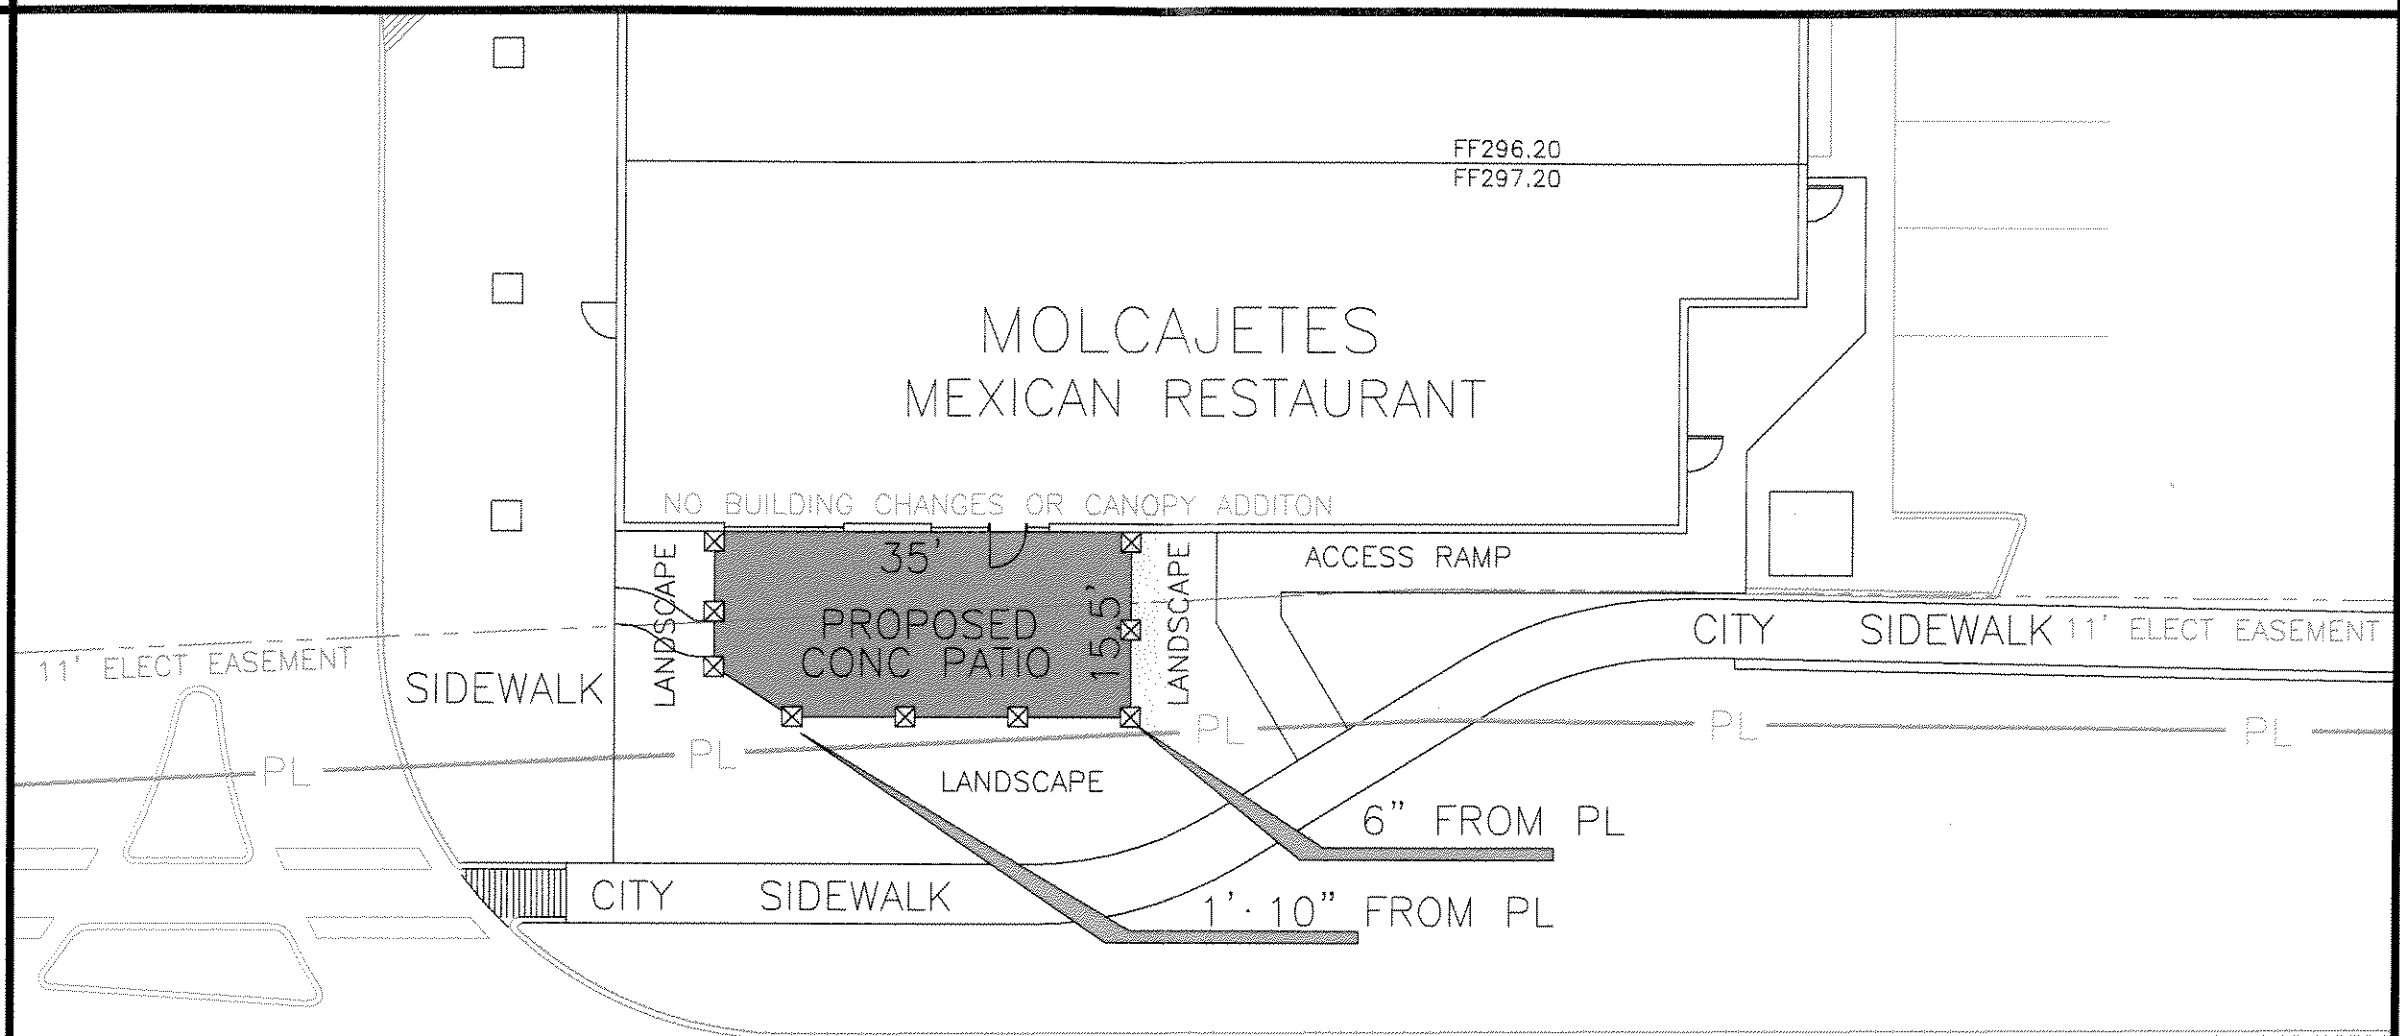 FF296.20
FF297.20
MOLCAJETES
MEXICAN RESTAURANT
NO BUILDING CHANGES OR CANOPY ADDITON
35'
LANDSCAPE
PROPOSED
CONC PATIO
15.5'
LANDSCAPE
ACCESS RAMP
11' ELECT EASEMENT
SIDEWALK
CITY SIDEWALK
11' ELECT EASEMENT
PL
PL
PL
PL
PL
LANDSCAPE
6" FROM PL
CITY SIDEWALK
1'·10" FROM PL